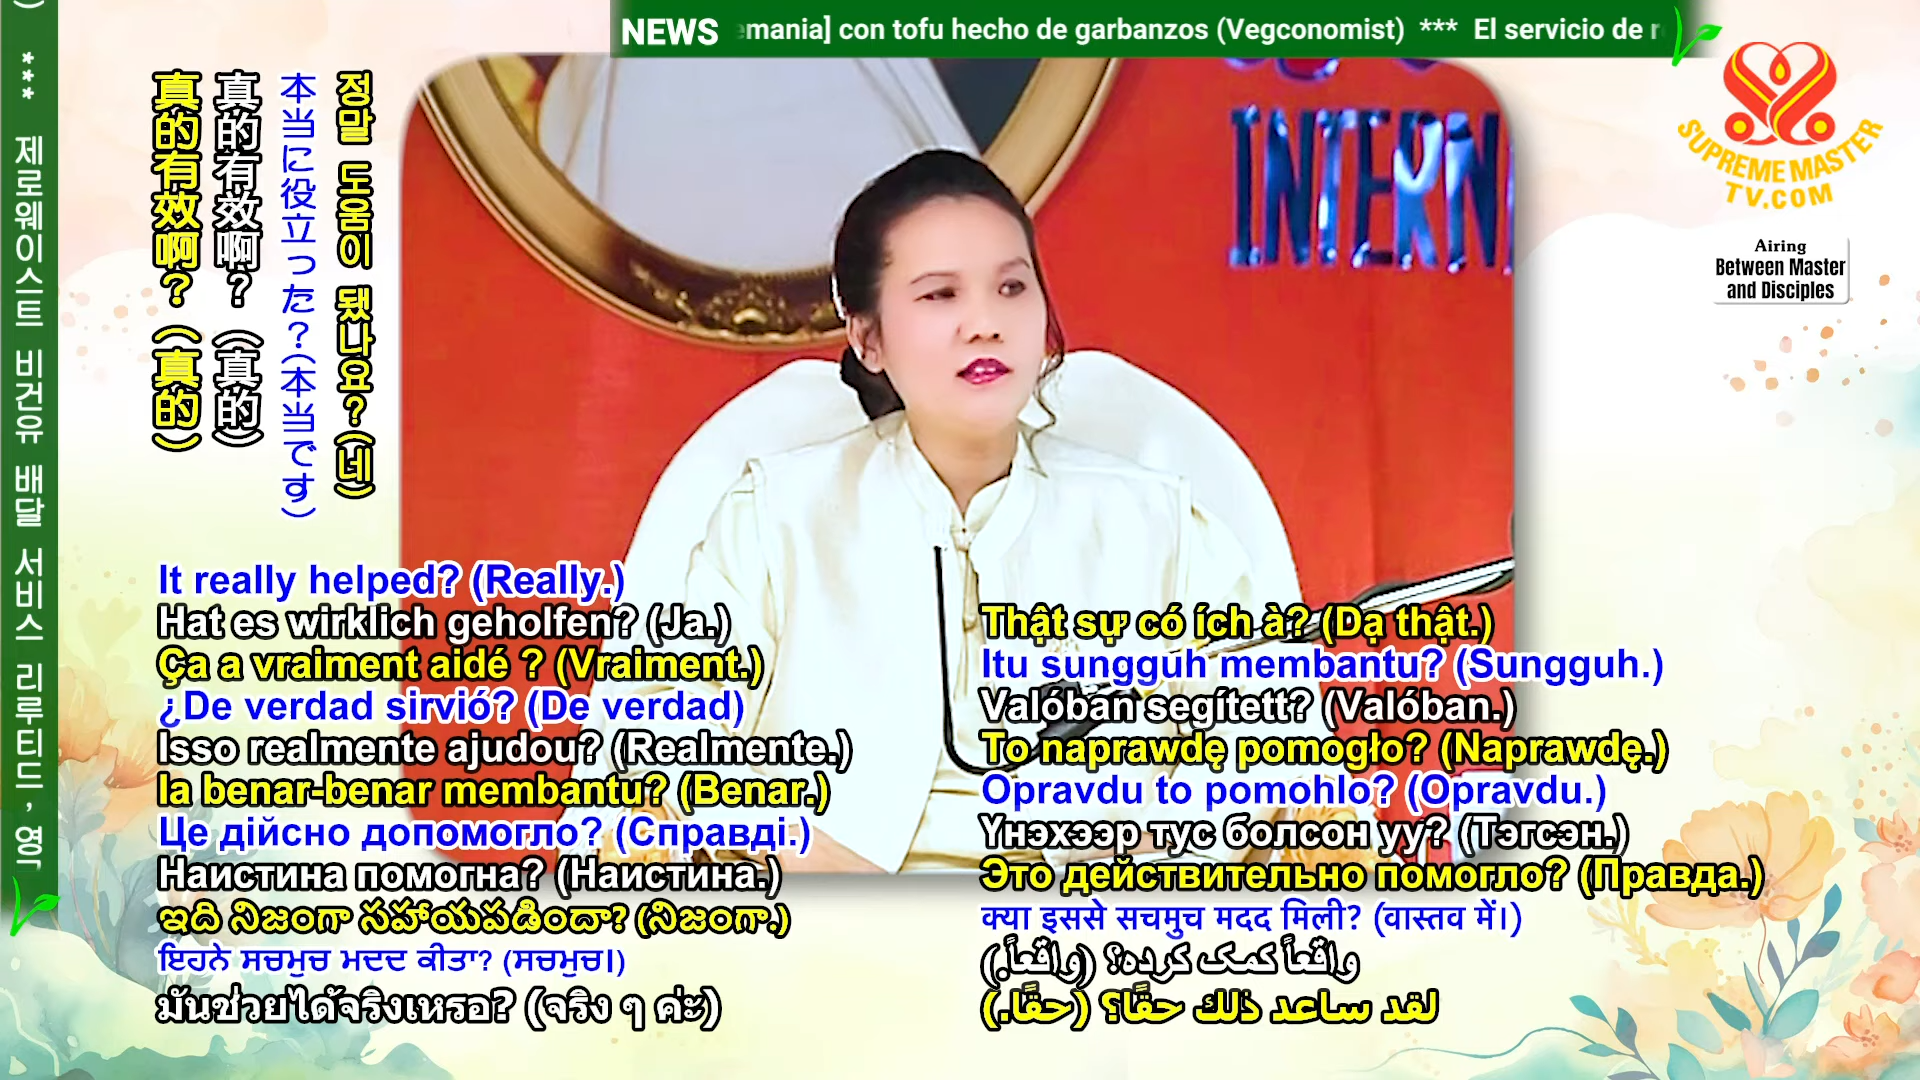 NEWS
con tofu hecho de garbanzos (Vegconomist) *** El servicio de
SUPREME MASTER
TV.COM
Airing
Between Master
and Disciples
INTERN
*** 제로웨이스트 비건유 배달 서비스 리루티드, 영
정말 도움이 됐나요? (네)
本当に役立った? (本当です)
真的有效啊? (真的)
真的有效啊? (真的)
It really helped? (Really.)
Hat es wirklich geholfen? (Ja.)
Ça a vraiment aidé ? (Vraiment.)
¿De verdad sirvió? (De verdad)
Isso realmente ajudou? (Realmente.)
Ia benar-benar membantu? (Benar.)
Це дійсно допомогло? (Справді.)
Наистина помогна? (Наистина.)
ఇది నిజంగా సహాయపడిందా? (నిజంగా.)
ਇਹਨੇ ਸਚਮੁਚ ਮਦਦ ਕੀਤਾ? (ਸਚਮੁਚ।)
มันช่วยได้จริงเหรอ? (จริง ๆ ค่ะ)
Thật sự có ích à? (Dạ thật.)
Itu sungguh membantu? (Sungguh.)
Valóban segített? (Valóban.)
To naprawdę pomogło? (Naprawdę.)
Opravdu to pomohlo? (Opravdu.)
Үнэхээр тус болсон уу? (Тэгсэн.)
Это действительно помогло? (Правда.)
क्या इससे सचमुच मदद मिली? (वास्तव में।)
واقعاً کمک کرده؟ (واقعاً.)
لقد ساعد ذلك حقًا؟ (حقًا.)